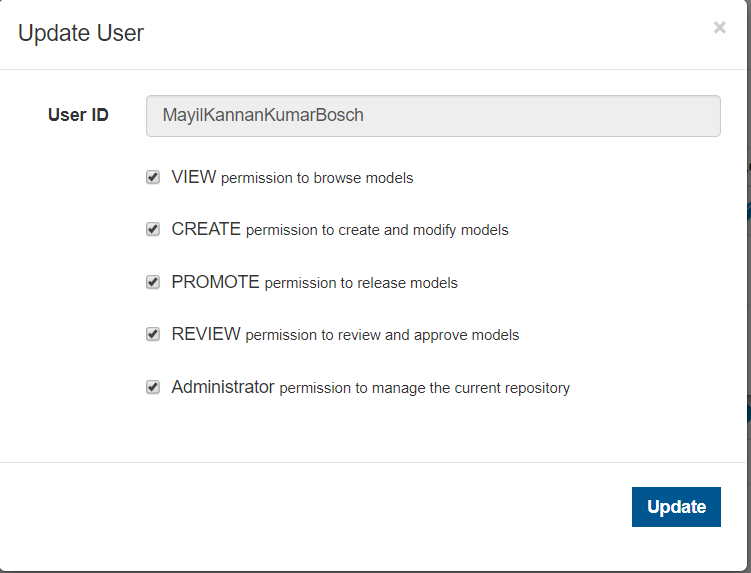 Update User
×
User ID
MayilKannanKumarBosch
VIEW permission to browse models
CREATE permission to create and modify models
PROMOTE permission to release models
REVIEW permission to review and approve models
Administrator permission to manage the current repository
Update